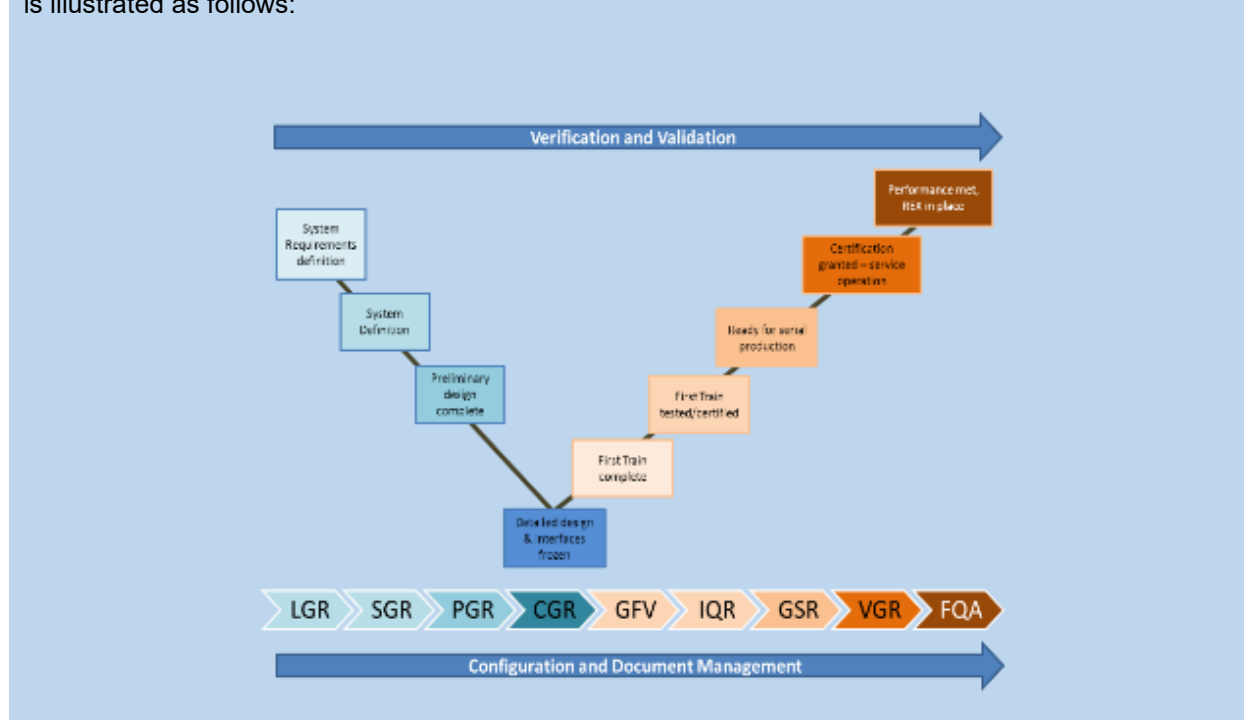 is illustrated as follows:
Verification and Validation
Performance met,
REX in place
System
Requirements
definition
Certification
granted – service
operation
System
Definition
Ready for serial
production
Preliminary
design
complete
First Train
tested/certified
First Train
complete
Detailed design
& interfaces
frozen
LGR SGR PGR CGR GFV IQR GSR VGR FQA
Configuration and Document Management